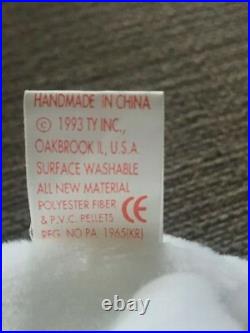 HANDMADE IN CHINA
© 1993 TY INC.,
OAKBROOK IL, U.S.A.
SURFACE WASHABLE
ALL NEW MATERIAL
POLYESTER FIBER
& P.V.C. PELLETS CE
REG. NO PA. 1965(KR)